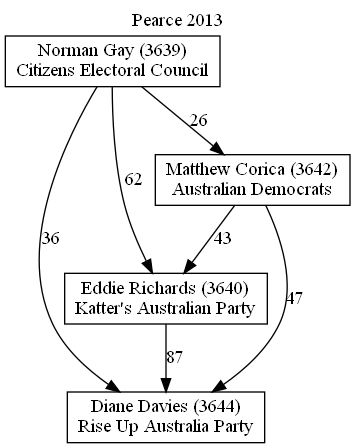 Pearce 2013
Norman Gay (3639)
Citizens Electoral Council
26
Matthew Corica (3642)
Australian Democrats
62
36
43
47
Eddie Richards (3640)
Katter's Australian Party
87
Diane Davies (3644)
Rise Up Australia Party